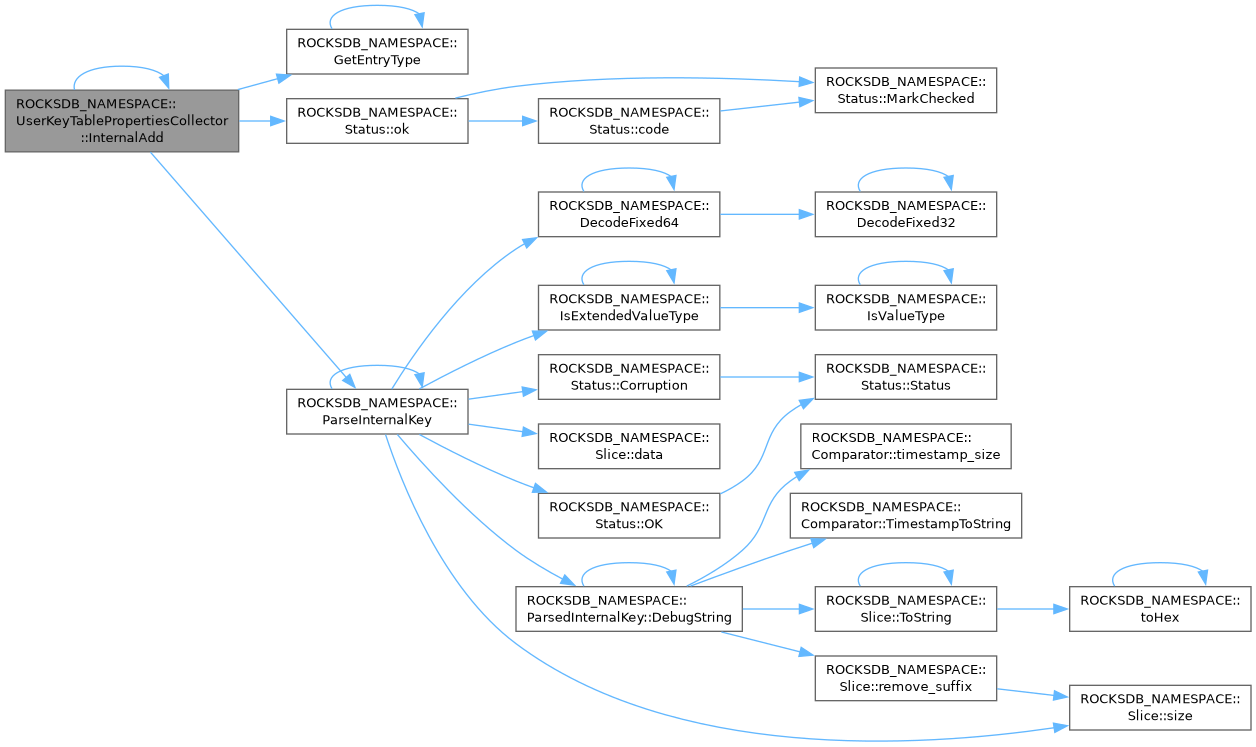 ROCKSDB_NAMESPACE::
UserKeyTablePropertiesCollector
::InternalAdd
ROCKSDB_NAMESPACE::
GetEntryType
ROCKSDB_NAMESPACE::
Status::ok
ROCKSDB_NAMESPACE::
ParseInternalKey
ROCKSDB_NAMESPACE::
Status::code
ROCKSDB_NAMESPACE::
Status::MarkChecked
ROCKSDB_NAMESPACE::
DecodeFixed64
ROCKSDB_NAMESPACE::
DecodeFixed32
ROCKSDB_NAMESPACE::
IsExtendedValueType
ROCKSDB_NAMESPACE::
IsValueType
ROCKSDB_NAMESPACE::
Status::Corruption
ROCKSDB_NAMESPACE::
Status::Status
ROCKSDB_NAMESPACE::
Slice::data
ROCKSDB_NAMESPACE::
Status::OK
ROCKSDB_NAMESPACE::
Comparator::timestamp_size
ROCKSDB_NAMESPACE::
Comparator::TimestampToString
ROCKSDB_NAMESPACE::
ParsedInternalKey::DebugString
ROCKSDB_NAMESPACE::
Slice::ToString
ROCKSDB_NAMESPACE::
toHex
ROCKSDB_NAMESPACE::
Slice::remove_suffix
ROCKSDB_NAMESPACE::
Slice::size